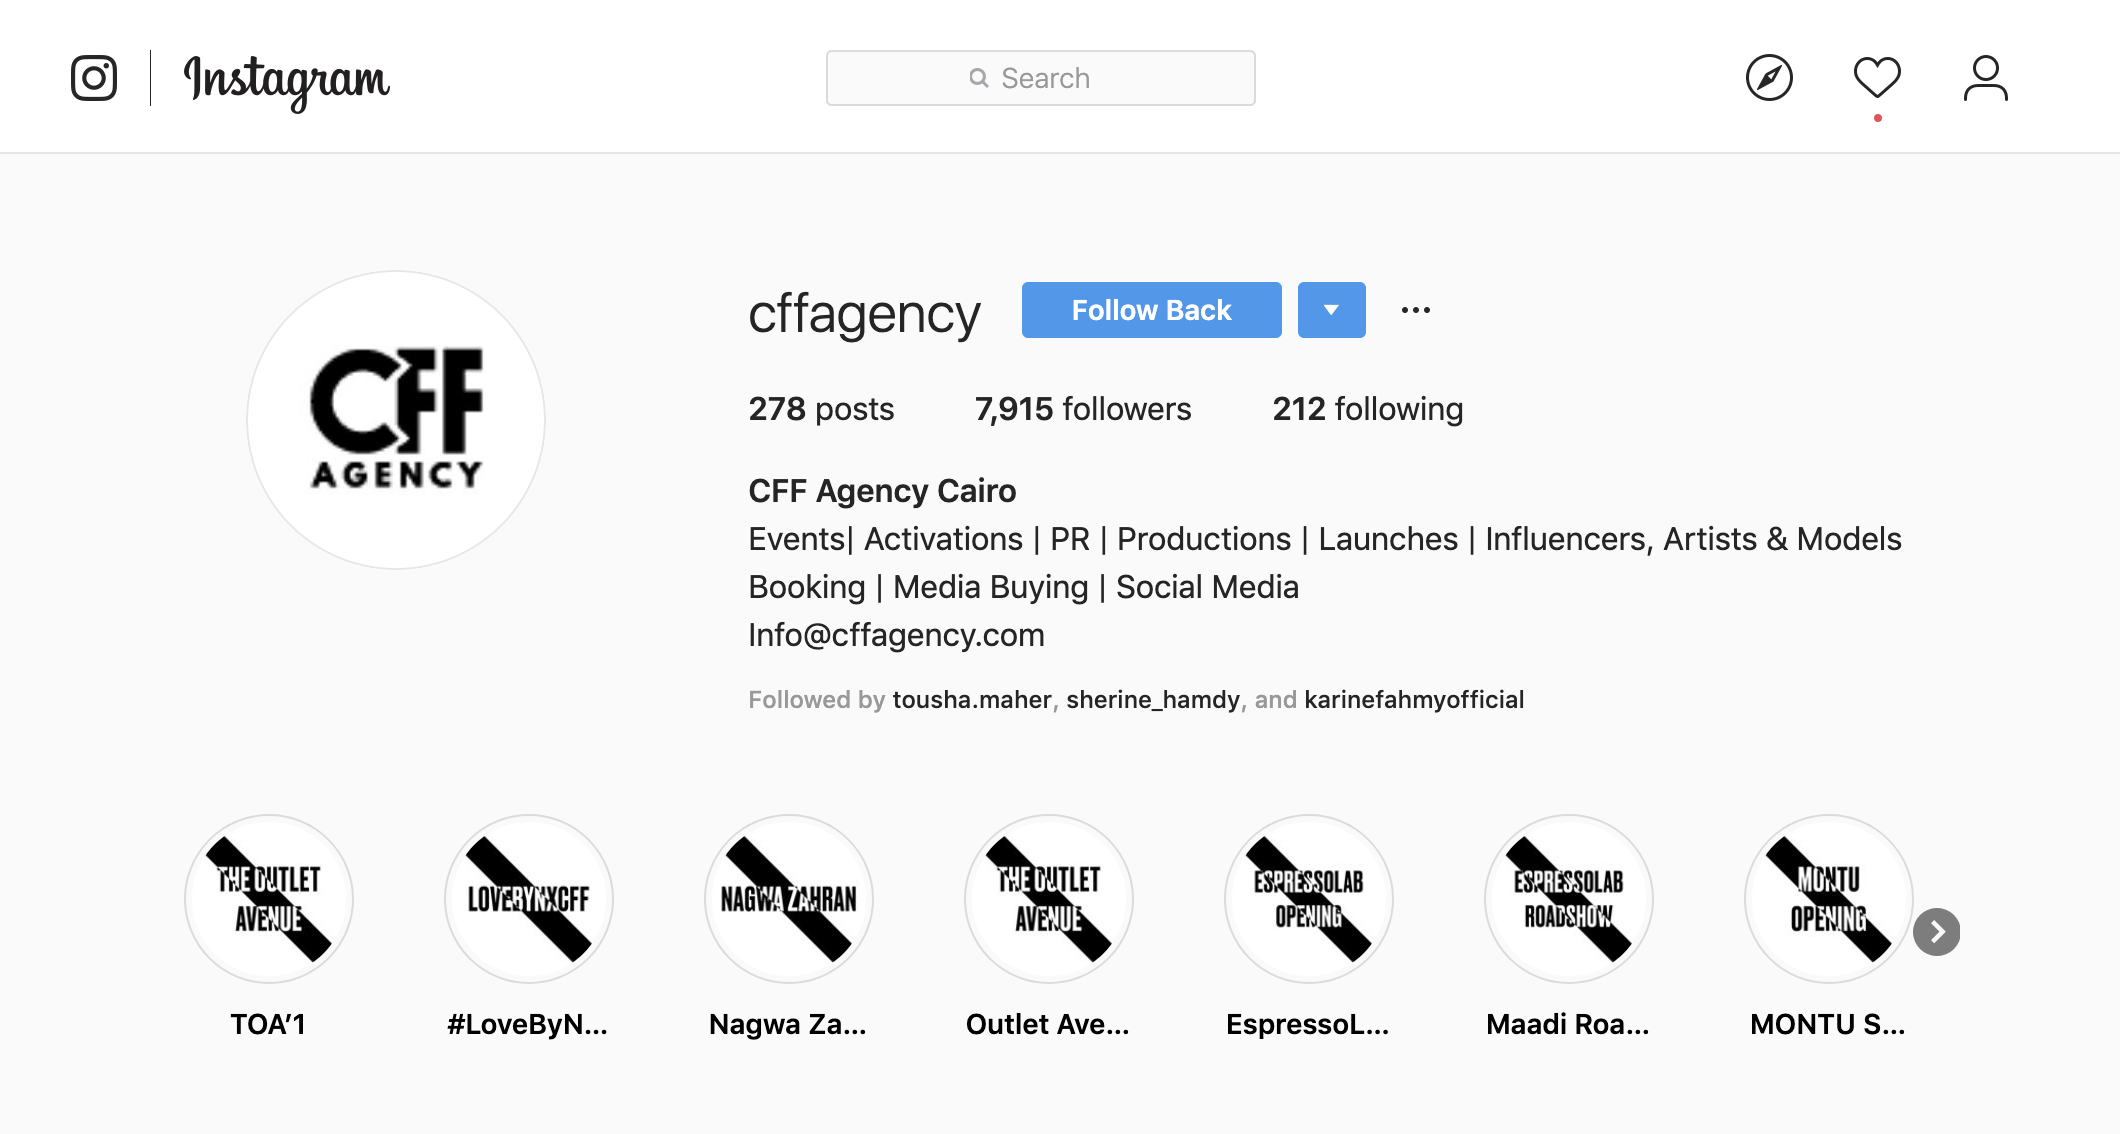 Instagram
Search
cffagency
Follow Back
278 posts 7,915 followers 212 following
CFF
AGENCY
CFF Agency Cairo
Events| Activations | PR | Productions | Launches | Influencers, Artists & Models
Booking | Media Buying | Social Media
Info@cffagency.com
Followed by tousha.maher, sherine_hamdy, and karinefahmyofficial
THE OUTLET
AVENUE
LOVEBYNXCFF
NAGWA ZAHRAN
THE OUTLET
AVENUE
ESPRESSOLAB
OPENING
ESPRESSOLAB
ROADSHOW
MONTU
OPENING
TOA’1
#LoveByN...
Nagwa Za...
Outlet Ave...
EspressoL...
Maadi Roa...
MONTU S...